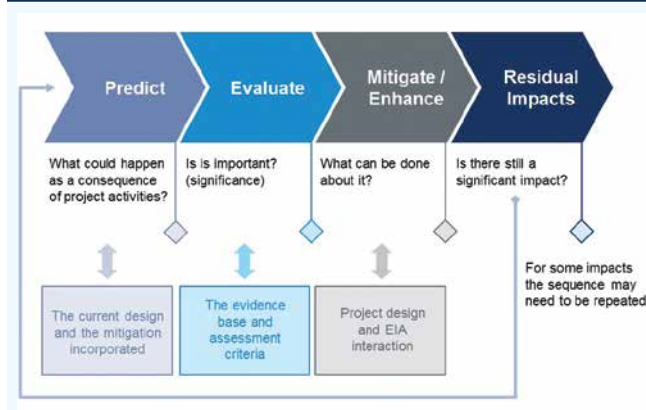 Predict
Evaluate
Mitigate /
Enhance
Residual
Impacts
What could happen
as a consequence
of project activities?
Is is important?
(significance)
What can be done
about it?
Is there still a
significant impact?
For some impacts
the sequence may
need to be repeated
The current design
and the mitigation
incorporated
The evidence
base and
assessment
criteria
Project design
and EIA
interaction